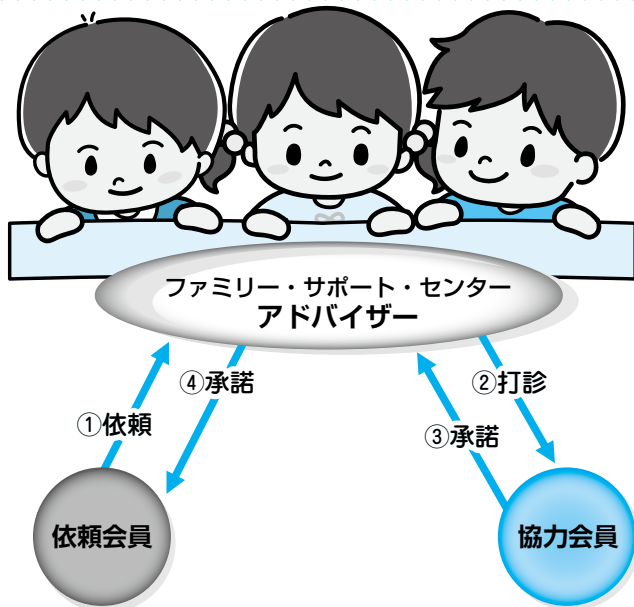 ファミリー・サポート・センター
アドバイザー
①依頼
④承諾
②打診
③承諾
依頼会員
協力会員